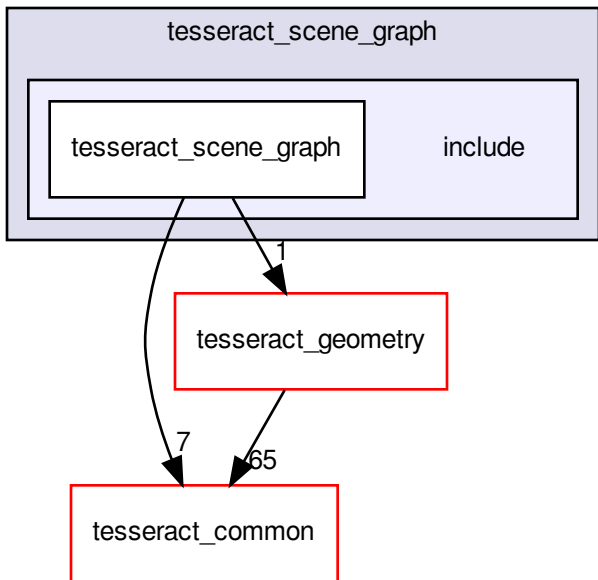 tesseract_scene_graph
tesseract_scene_graph
include
1
tesseract_geometry
7
65
tesseract_common